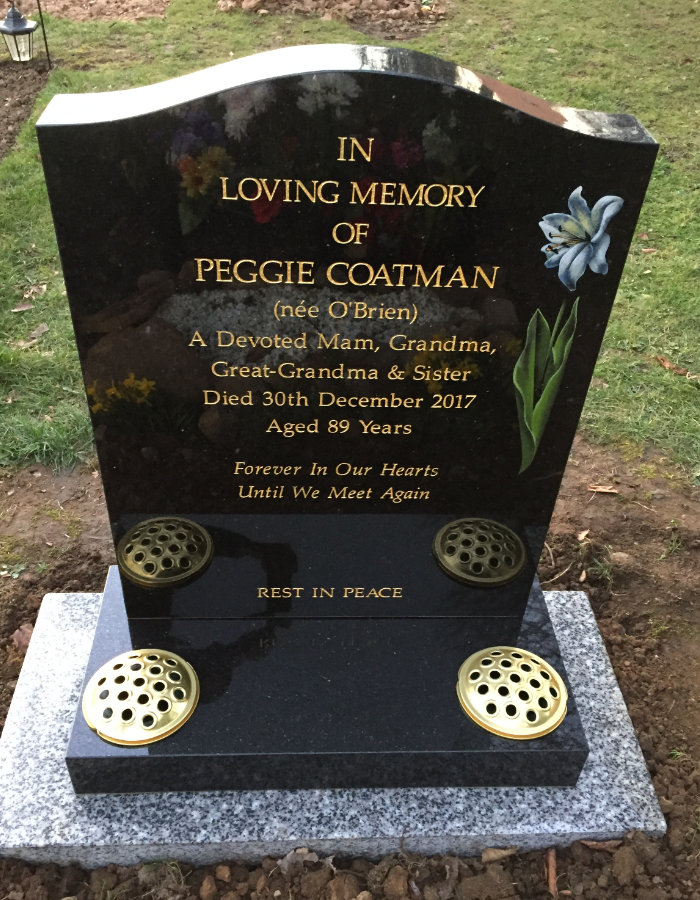 IN
LOVING MEMORY
OF
PEGGIE COATMAN
(née O'Brien)
A Devoted Mam, Grandma,
Great-Grandma & Sister
Died 30th December 2017
Aged 89 Years
Forever In Our Hearts
Until We Meet Again
REST IN PEACE